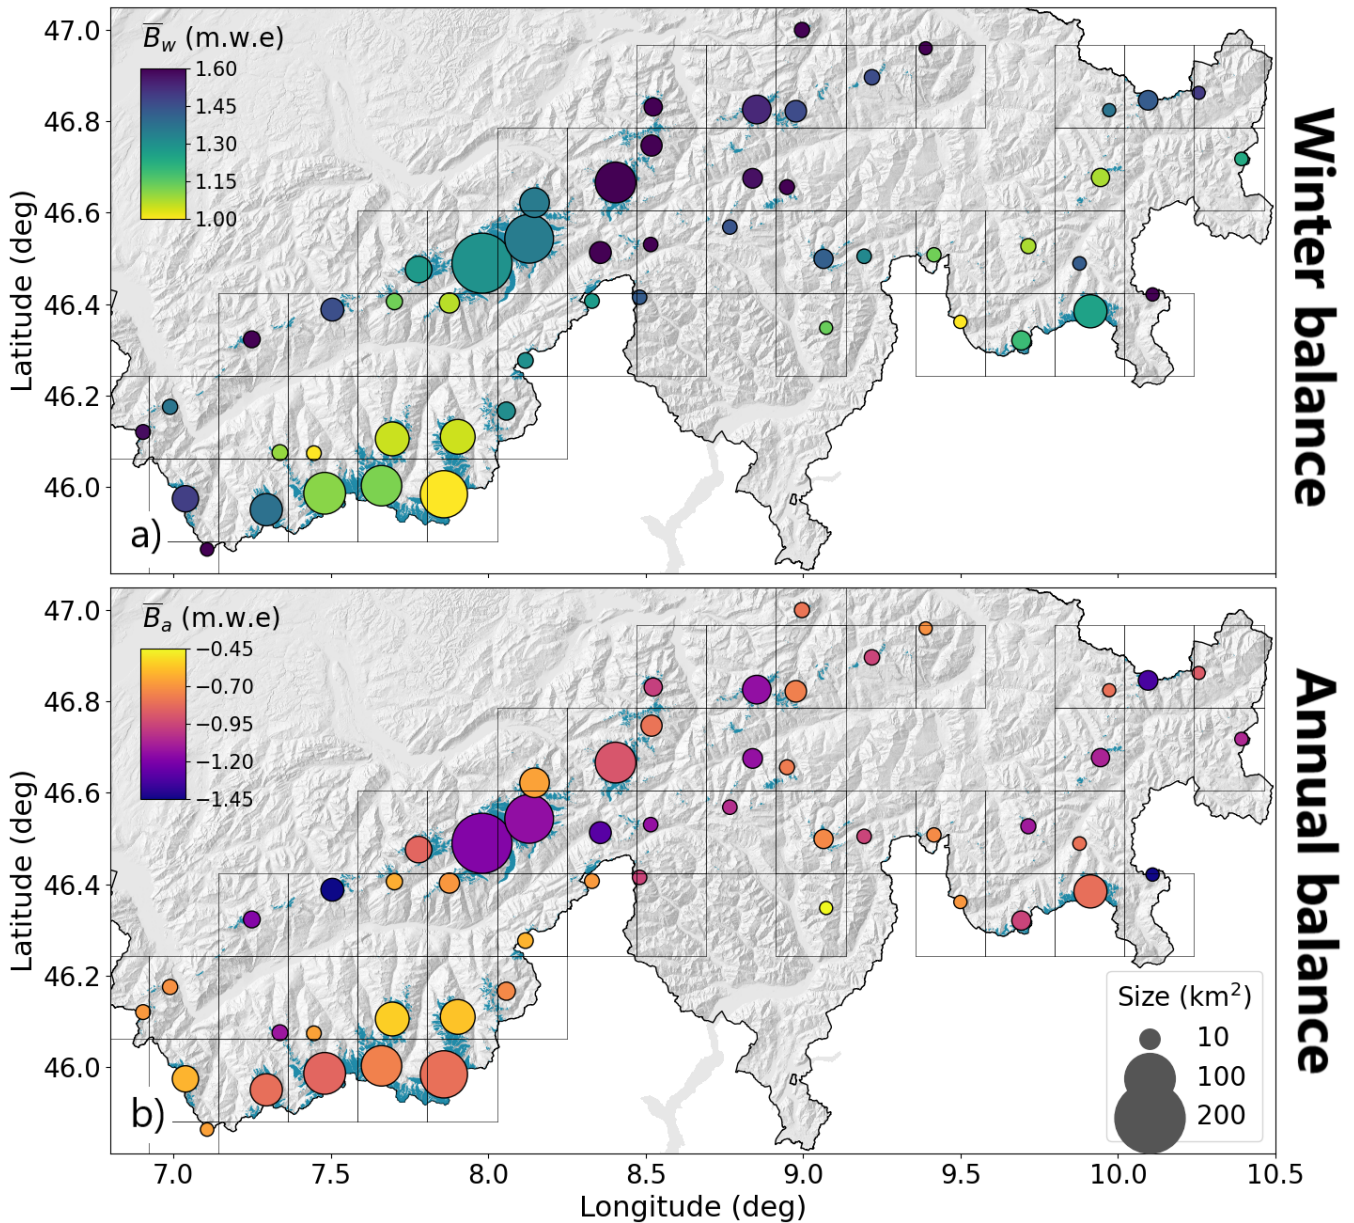 B̅w (m.w.e)
1.60
1.45
1.30
1.15
1.00
47.0
46.8
46.6
46.4
46.2
46.0
Latitude (deg)
a)
Winter balance
B̅a (m.w.e)
−0.45
−0.70
−0.95
−1.20
−1.45
47.0
46.8
46.6
46.4
46.2
46.0
Latitude (deg)
b)
Annual balance
Size (km²)
10
100
200
7.0 7.5 8.0 8.5 9.0 9.5 10.0 10.5
Longitude (deg)